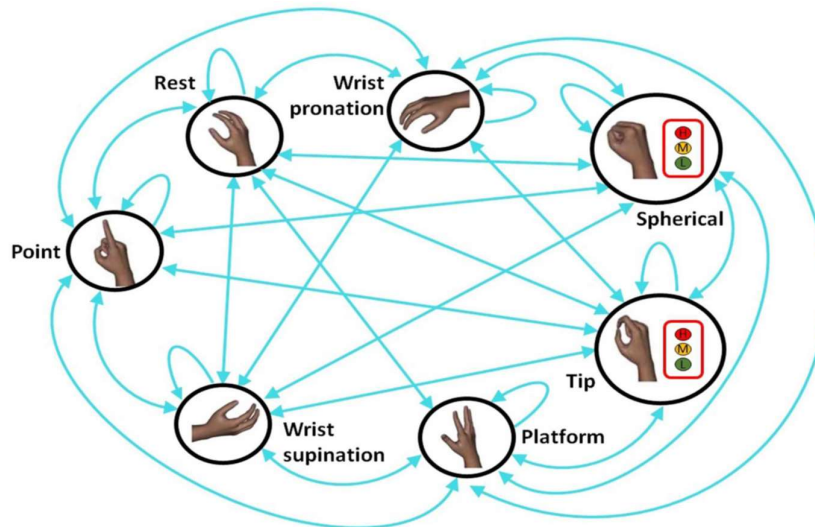 Rest
Wrist
pronation
H
M
L
Spherical
Point
H
M
L
Tip
Wrist
supination
Platform